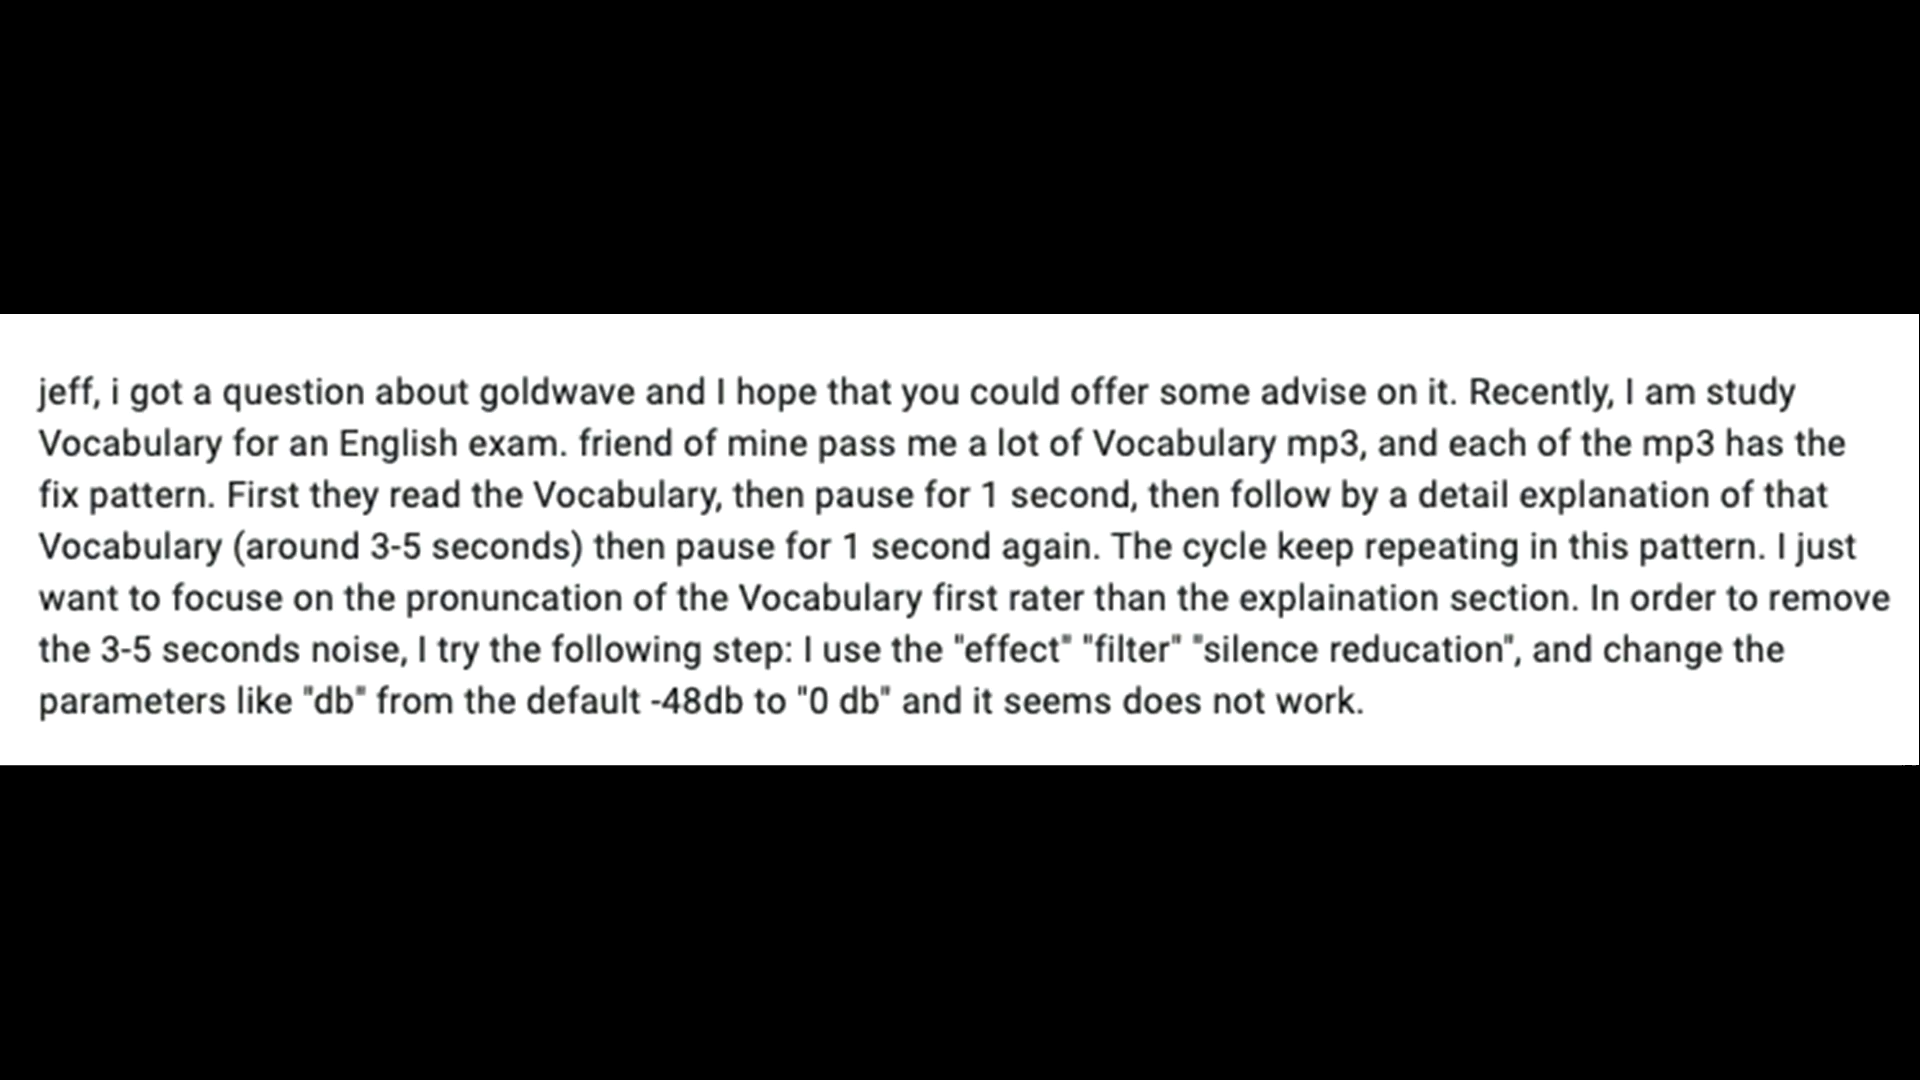 jeff, i got a question about goldwave and I hope that you could offer some advise on it. Recently, I am study
Vocabulary for an English exam. friend of mine pass me a lot of Vocabulary mp3, and each of the mp3 has the
fix pattern. First they read the Vocabulary, then pause for 1 second, then follow by a detail explanation of that
Vocabulary (around 3-5 seconds) then pause for 1 second again. The cycle keep repeating in this pattern. I just
want to focuse on the pronuncation of the Vocabulary first rater than the explaination section. In order to remove
the 3-5 seconds noise, I try the following step: I use the "effect" "filter" "silence reducation", and change the
parameters like "db" from the default -48db to "0 db" and it seems does not work.